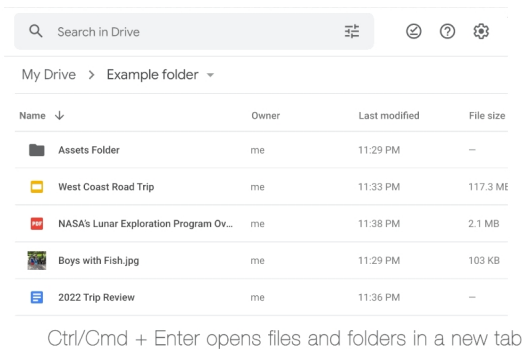 Search in Drive
My Drive > Example folder
Name Owner Last modified File size
Assets Folder me 11:29 PM —
West Coast Road Trip me 11:33 PM 117.3 MB
PDF NASA's Lunar Exploration Program Ov... me 11:38 PM 2.1 MB
Boys with Fish.jpg me 11:29 PM 103 KB
2022 Trip Review me 11:36 PM —
Ctrl/Cmd + Enter opens files and folders in a new tab